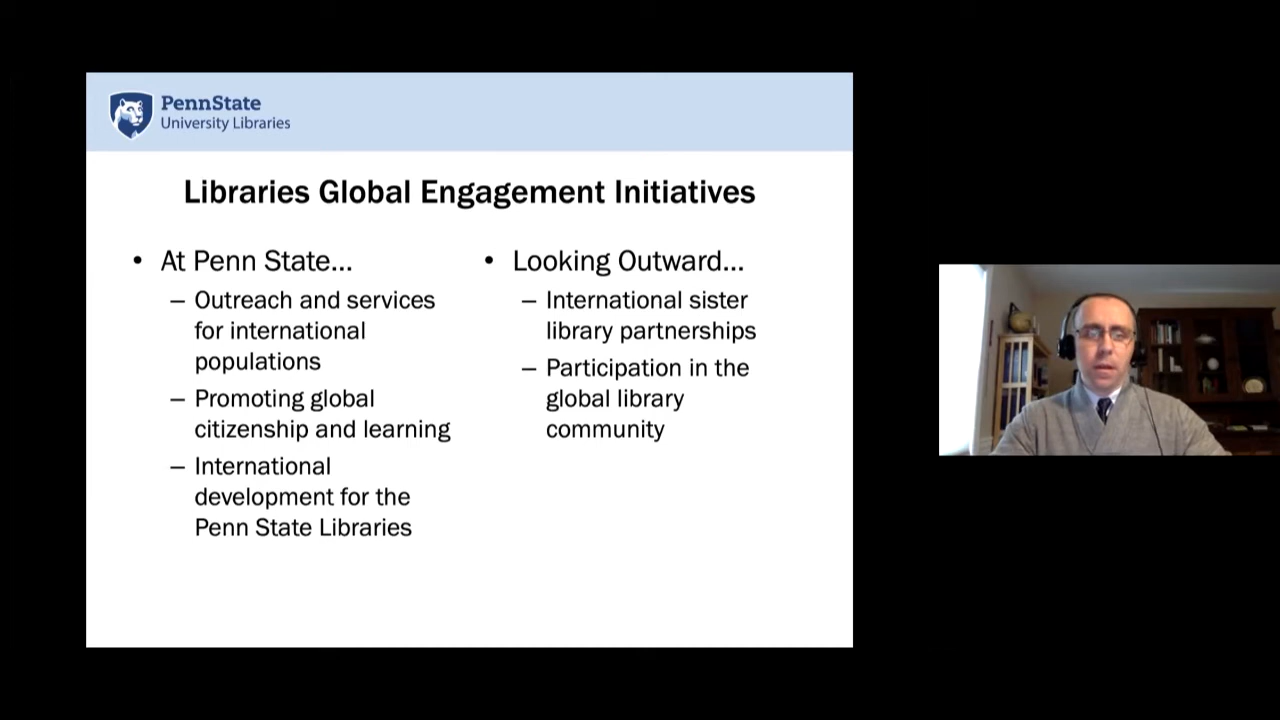 PennState
University Libraries
Libraries Global Engagement Initiatives
• At Penn State...
– Outreach and services
for international
populations
– Promoting global
citizenship and learning
– International
development for the
Penn State Libraries
• Looking Outward...
– International sister
library partnerships
– Participation in the
global library
community